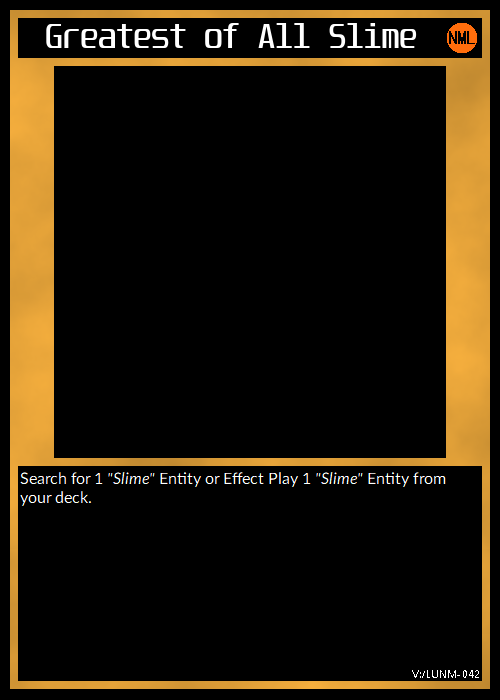 Greatest of All Slime
NML
Search for 1 "Slime" Entity or Effect Play 1 "Slime" Entity from
your deck.
V:/LUNM-042